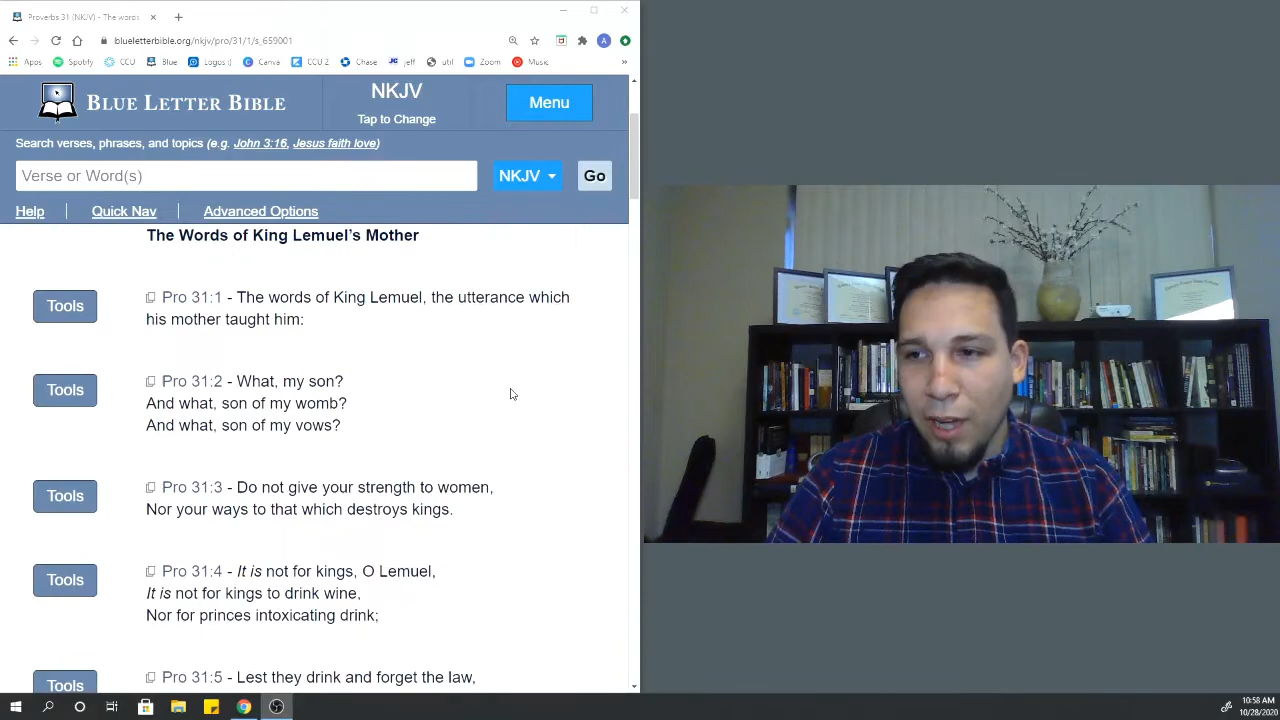 Proverbs 31 (NKJV) - The words
blueletterbible.org/nkjv/pro/31/1/s_659001
A
Apps Spotify CCU Blue Logos () Canva CCU 2 Chase jeff util Zoom Music
BLUE LETTER BIBLE
NKJV
Tap to Change
Menu
Search verses, phrases, and topics (e.g. John 3:16, Jesus faith love)
Verse or Word(s) NKJV Go
Help Quick Nav Advanced Options
The Words of King Lemuel's Mother
Tools
Pro 31:1 - The words of King Lemuel, the utterance which
his mother taught him:
Tools
Pro 31:2 - What, my son?
And what, son of my womb?
And what, son of my vows?
Tools
Pro 31:3 - Do not give your strength to women,
Nor your ways to that which destroys kings.
Tools
Pro 31:4 - It is not for kings, O Lemuel,
It is not for kings to drink wine,
Nor for princes intoxicating drink;
Tools
Pro 31:5 - Lest they drink and forget the law,
10:58 AM
10/28/2020